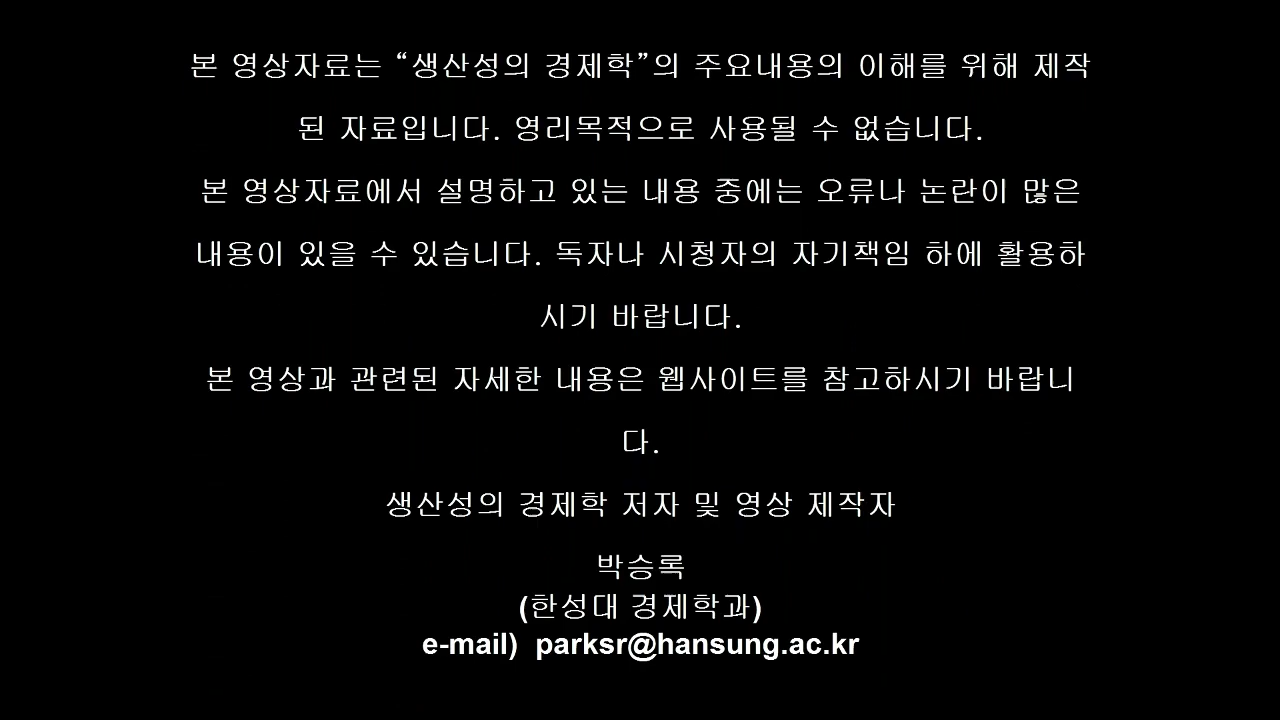 본 영상자료는 “생산성의 경제학”의 주요내용의 이해를 위해 제작
된 자료입니다. 영리목적으로 사용될 수 없습니다.
본 영상자료에서 설명하고 있는 내용 중에는 오류나 논란이 많은
내용이 있을 수 있습니다. 독자나 시청자의 자기책임 하에 활용하
시기 바랍니다.
본 영상과 관련된 자세한 내용은 웹사이트를 참고하시기 바랍니
다.
생산성의 경제학 저자 및 영상 제작자
박승록
(한성대 경제학과)
e-mail)  parksr@hansung.ac.kr